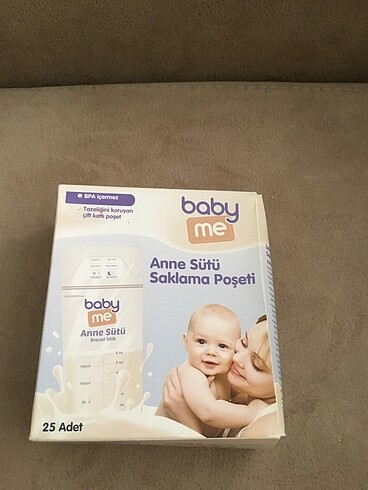 BPA içermez
Tazeliğini koruyan
çift katlı poşet
baby
me
Anne Sütü
Saklama Poşeti
baby
me
Anne Sütü
Breast Milk
25 Adet